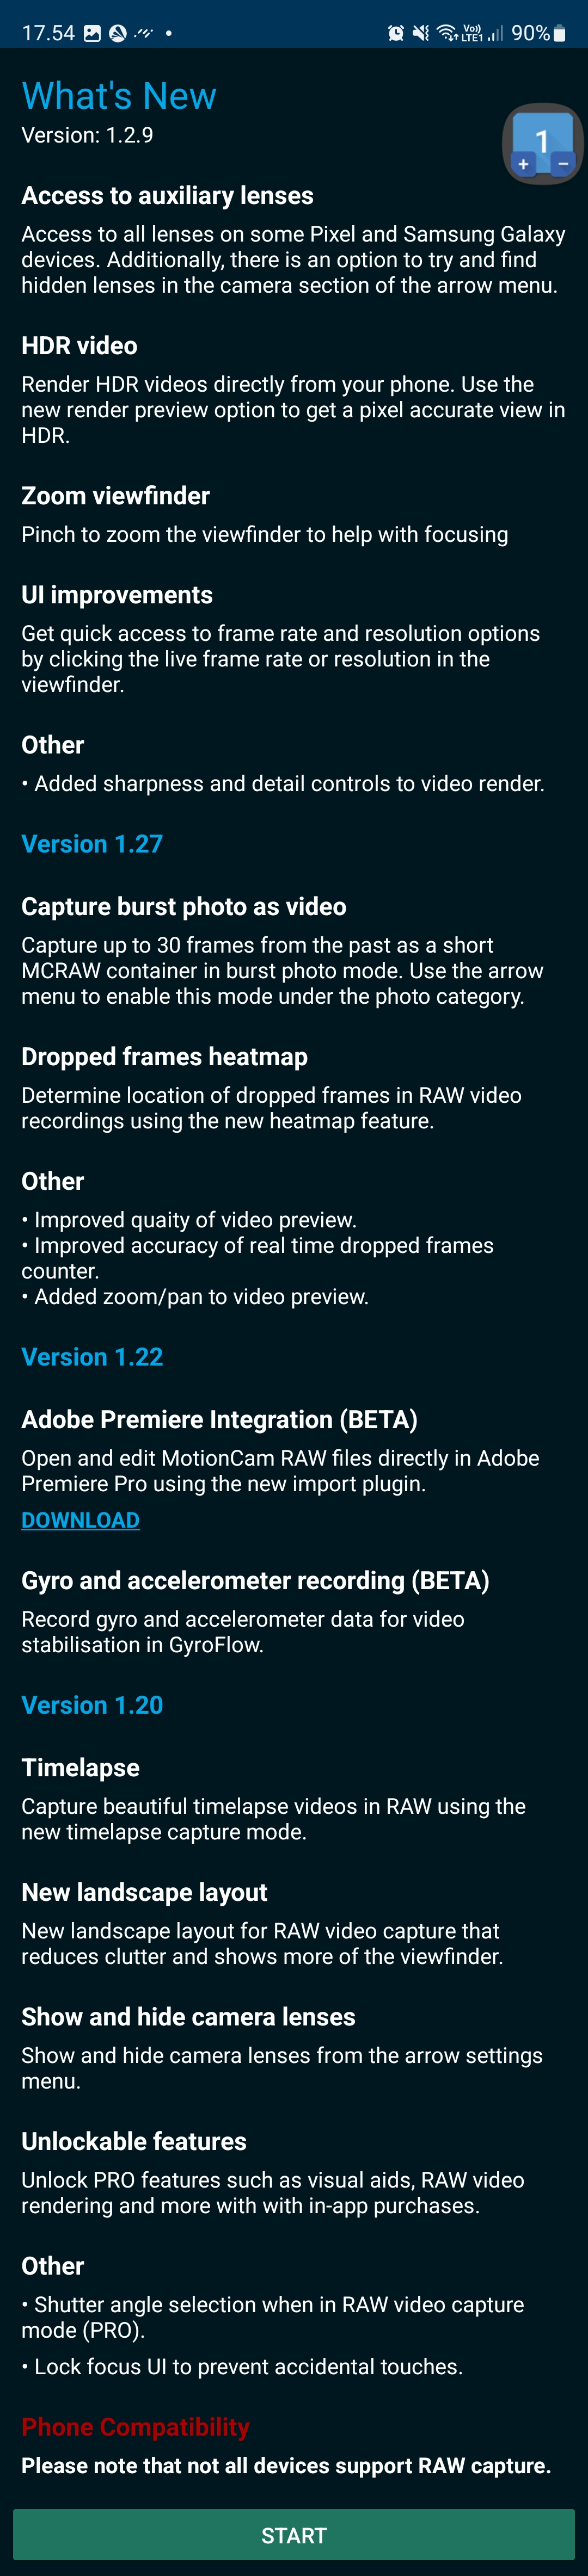 17.54
Vo))
LTE1
90%
What's New
Version: 1.2.9
1
+ −
Access to auxiliary lenses
Access to all lenses on some Pixel and Samsung Galaxy
devices. Additionally, there is an option to try and find
hidden lenses in the camera section of the arrow menu.
HDR video
Render HDR videos directly from your phone. Use the
new render preview option to get a pixel accurate view in
HDR.
Zoom viewfinder
Pinch to zoom the viewfinder to help with focusing
UI improvements
Get quick access to frame rate and resolution options
by clicking the live frame rate or resolution in the
viewfinder.
Other
• Added sharpness and detail controls to video render.
Version 1.27
Capture burst photo as video
Capture up to 30 frames from the past as a short
MCRAW container in burst photo mode. Use the arrow
menu to enable this mode under the photo category.
Dropped frames heatmap
Determine location of dropped frames in RAW video
recordings using the new heatmap feature.
Other
• Improved quaity of video preview.
• Improved accuracy of real time dropped frames
counter.
• Added zoom/pan to video preview.
Version 1.22
Adobe Premiere Integration (BETA)
Open and edit MotionCam RAW files directly in Adobe
Premiere Pro using the new import plugin.
DOWNLOAD
Gyro and accelerometer recording (BETA)
Record gyro and accelerometer data for video
stabilisation in GyroFlow.
Version 1.20
Timelapse
Capture beautiful timelapse videos in RAW using the
new timelapse capture mode.
New landscape layout
New landscape layout for RAW video capture that
reduces clutter and shows more of the viewfinder.
Show and hide camera lenses
Show and hide camera lenses from the arrow settings
menu.
Unlockable features
Unlock PRO features such as visual aids, RAW video
rendering and more with with in-app purchases.
Other
• Shutter angle selection when in RAW video capture
mode (PRO).
• Lock focus UI to prevent accidental touches.
Phone Compatibility
Please note that not all devices support RAW capture.
START